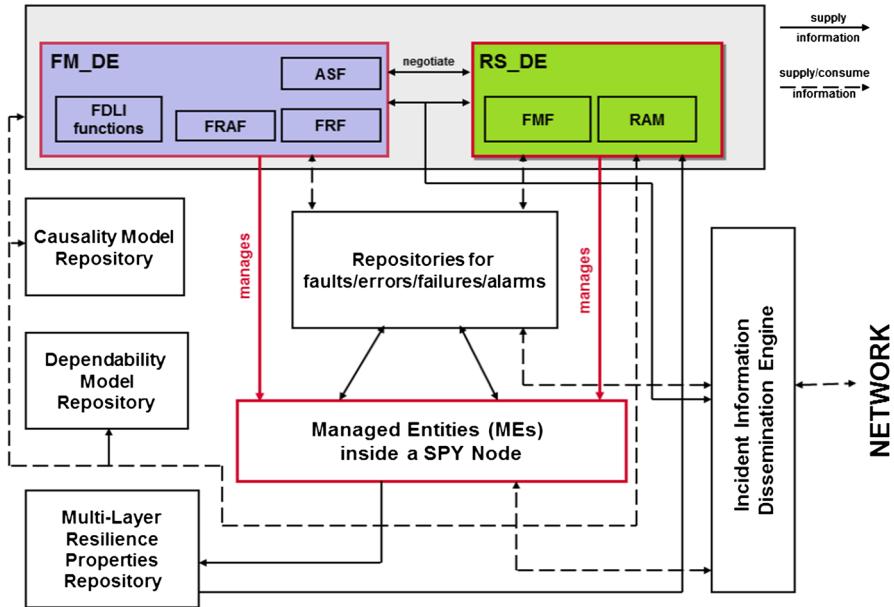 FM_DE
ASF
FDLI
functions
FRAF
FRF
negotiate
RS_DE
FMF
RAM
supply
information
supply/consume
information
Causality Model
Repository
manages
Repositories for
faults/errors/failures/alarms
manages
Dependability
Model
Repository
Managed Entities (MEs)
inside a SPY Node
Multi-Layer
Resilience
Properties
Repository
Incident Information
Dissemination Engine
NETWORK